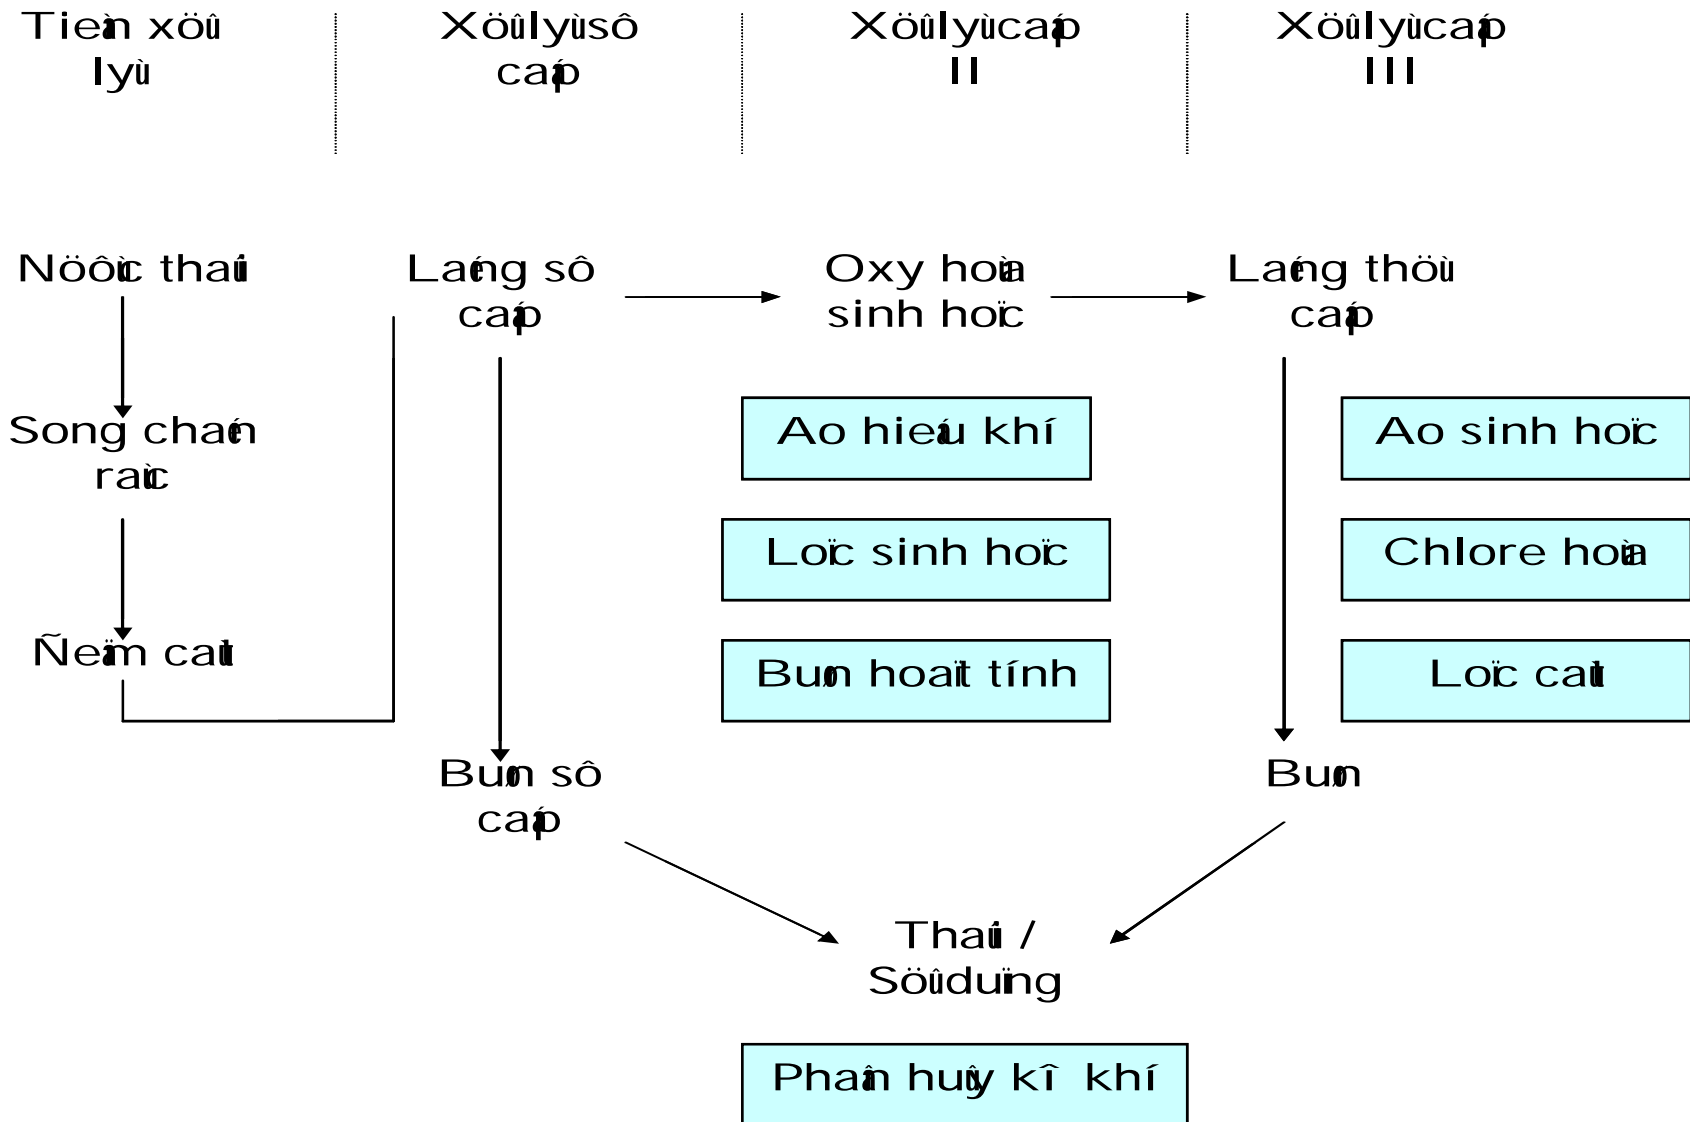 Tieàn xöû
lyù
Xöû lyù sô
caáp
Xöû lyù caáp
II
Xöû lyù caáp
III
Nöôùc thaûi
Laéng sô
caáp
Oxy hoùa
sinh hoïc
Laéng thöù
caáp
Song chaén
raùc
Ao hieáu khí
Ao sinh hoïc
Loïc sinh hoïc
Chlore hoùa
Ñeäm caùt
Buøn hoaït tính
Loïc caùt
Buøn sô
caáp
Buøn
Thaûi /
Söû duïng
Phaân huûy kî khí